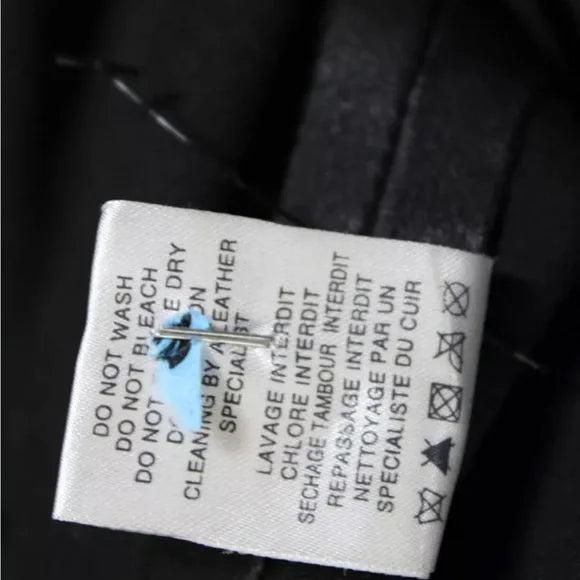 DO NOT WASH
DO NOT BLEACH
DO NOT E DRY
ON
CLEANING BY A LEATHER
SPECIALIST
LAVAGE INTERDIT
CHLORE INTERDIT
SECHAGE TAMBOUR INTERDIT
REPASSAGE INTERDIT
NETTOYAGE PAR UN
SPECIALISTE DU CUIR